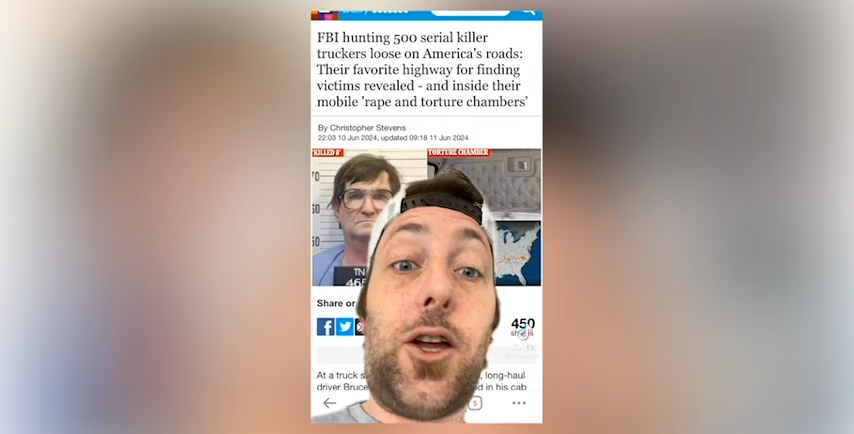 FBI hunting 500 serial killer
truckers loose on America's roads:
Their favorite highway for finding
victims revealed - and inside their
mobile 'rape and torture chambers'
By Christopher Stevens
22:03 10 Jun 2024, updated 09:18 11 Jun 2024
TORTURE CHAMBER
TN
Share or
450
At a truck
, long-haul
driver Bruce
in his cab
5